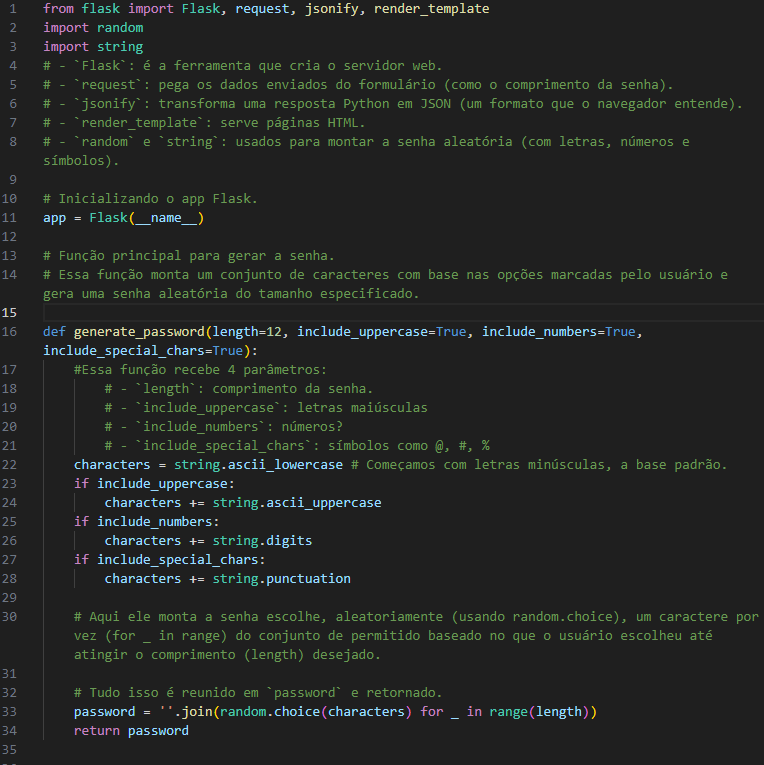 1 from flask import Flask, request, jsonify, render_template
2 import random
3 import string
4 # - `Flask`: é a ferramenta que cria o servidor web.
5 # - `request`: pega os dados enviados do formulário (como o comprimento da senha).
6 # - `jsonify`: transforma uma resposta Python em JSON (um formato que o navegador entende).
7 # - `render_template`: serve páginas HTML.
8 # - `random` e `string`: usados para montar a senha aleatória (com letras, números e
símbolos).
9
10 # Inicializando o app Flask.
11 app = Flask(__name__)
12
13 # Função principal para gerar a senha.
14 # Essa função monta um conjunto de caracteres com base nas opções marcadas pelo usuário e
gera uma senha aleatória do tamanho especificado.
15
16 def generate_password(length=12, include_uppercase=True, include_numbers=True,
include_special_chars=True):
17     #Essa função recebe 4 parâmetros:
18         # - `length`: comprimento da senha.
19         # - `include_uppercase`: letras maiúsculas
20         # - `include_numbers`: números?
21         # - `include_special_chars`: símbolos como @, #, %
22     characters = string.ascii_lowercase # Começamos com letras minúsculas, a base padrão.
23     if include_uppercase:
24         characters += string.ascii_uppercase
25     if include_numbers:
26         characters += string.digits
27     if include_special_chars:
28         characters += string.punctuation
29
30     # Aqui ele monta a senha escolhe, aleatoriamente (usando random.choice), um caractere por
vez (for _ in range) do conjunto de permitido baseado no que o usuário escolheu até
atingir o comprimento (length) desejado.
31
32     # Tudo isso é reunido em `password` e retornado.
33     password = ''.join(random.choice(characters) for _ in range(length))
34     return password
35